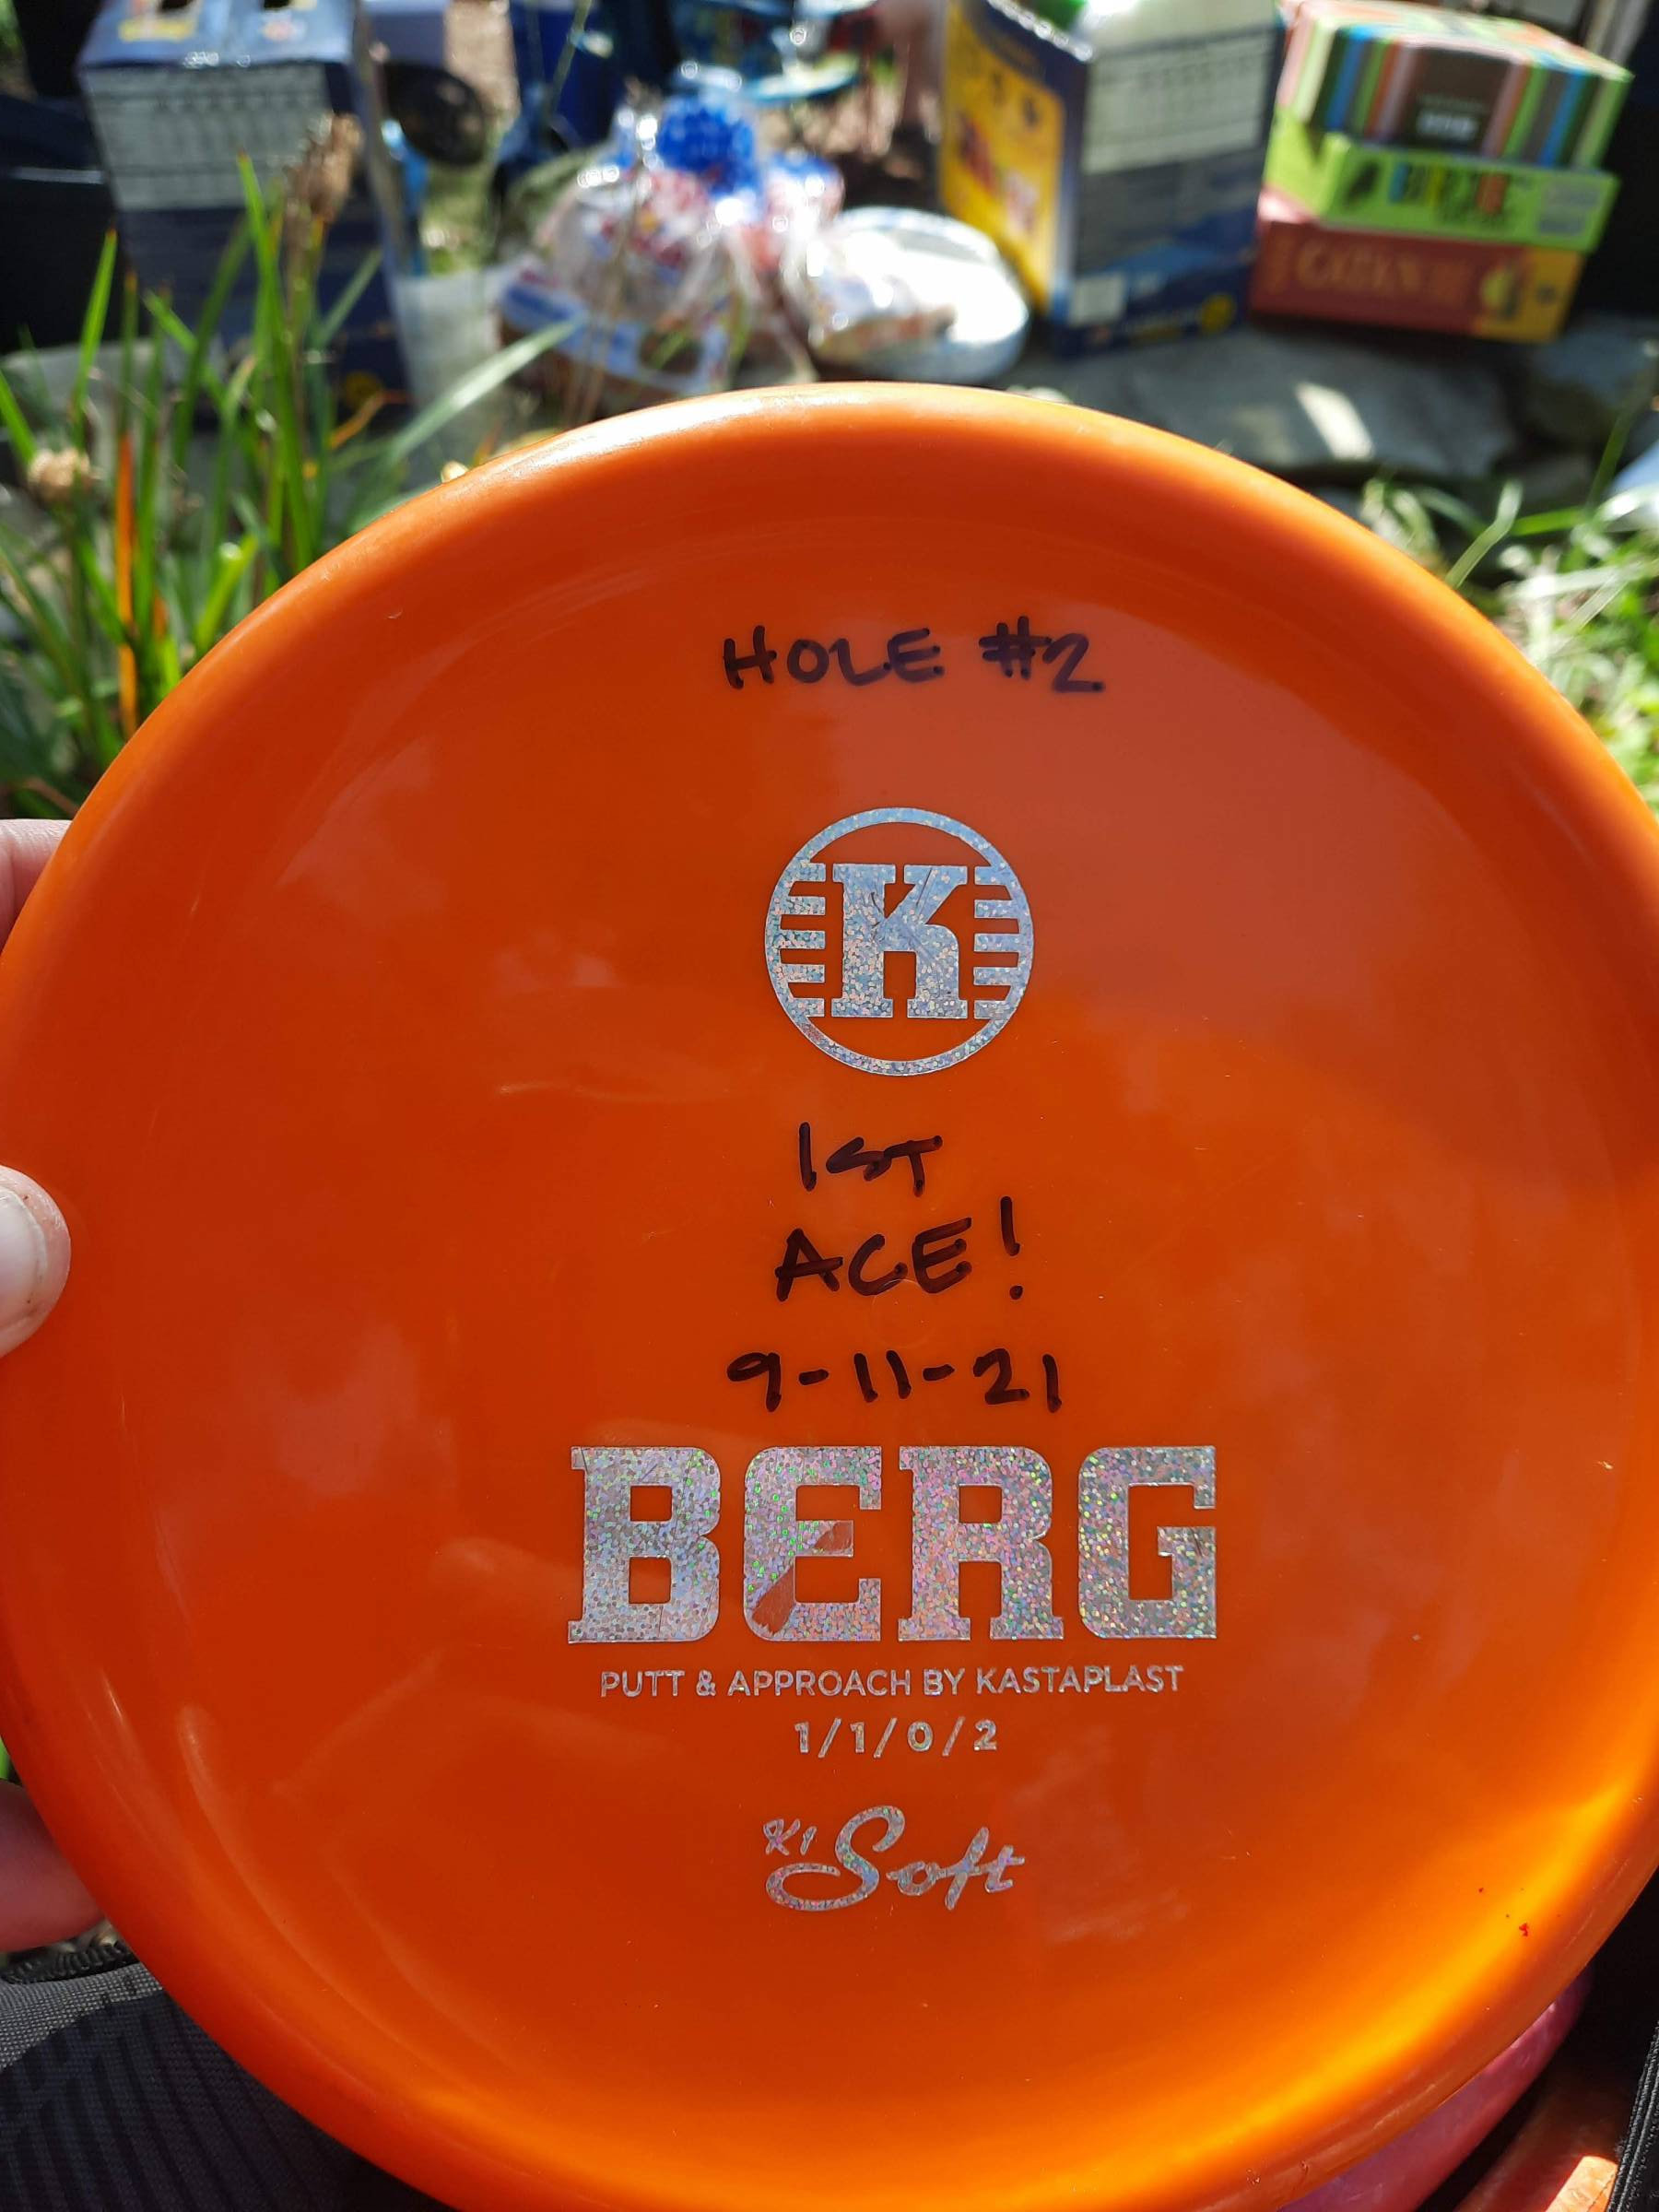 HOLE #2
K
1ST
ACE!
9-11-21
BERG
PUTT & APPROACH BY KASTAPLAST
1/1/0/2
K1 Soft